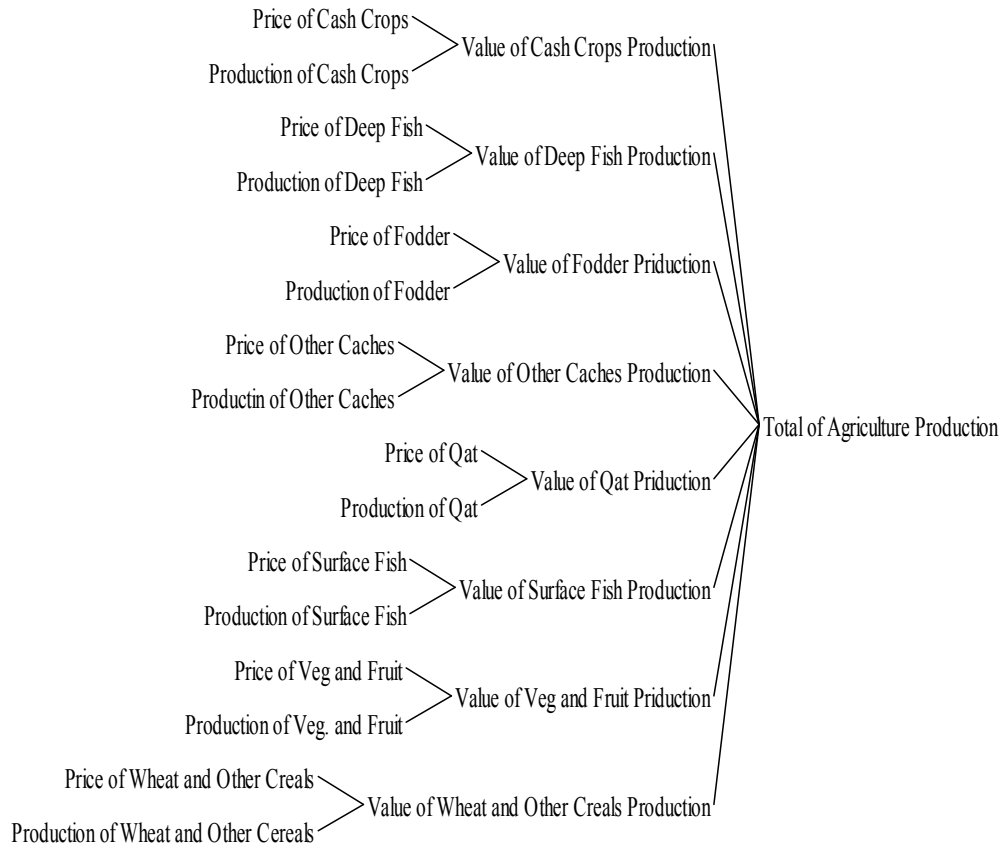 Price of Cash Crops
Value of Cash Crops Production
Production of Cash Crops
Price of Deep Fish
Value of Deep Fish Production
Production of Deep Fish
Price of Fodder
Value of Fodder Priduction
Production of Fodder
Price of Other Caches
Value of Other Caches Production
Productin of Other Caches
Total of Agriculture Production
Price of Qat
Value of Qat Priduction
Production of Qat
Price of Surface Fish
Value of Surface Fish Production
Production of Surface Fish
Price of Veg and Fruit
Value of Veg and Fruit Priduction
Production of Veg. and Fruit
Price of Wheat and Other Creals
Value of Wheat and Other Creals Production
Production of Wheat and Other Cereals